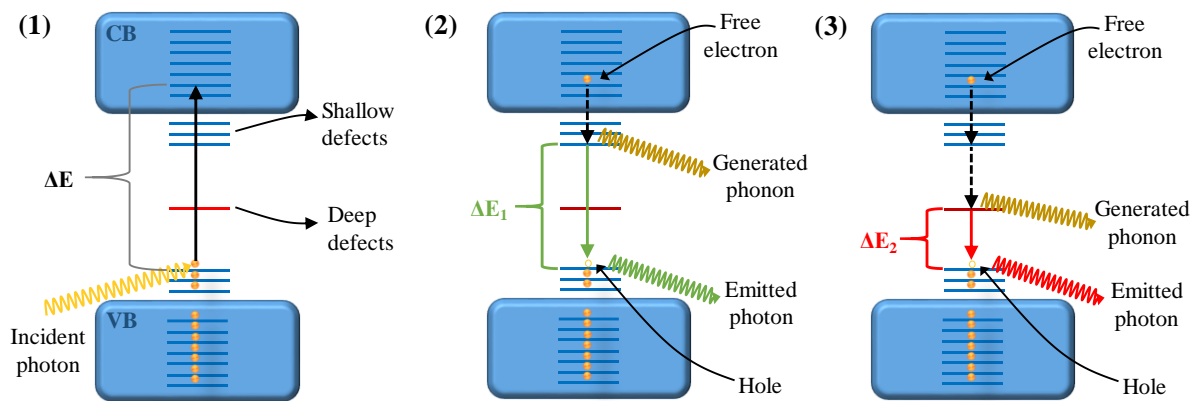 (1)
CB
Shallow
defects
ΔE
Deep
defects
Incident
photon
VB
(2)
Free
electron
Generated
phonon
ΔE₁
Emitted
photon
Hole
(3)
Free
electron
Generated
phonon
ΔE₂
Emitted
photon
Hole